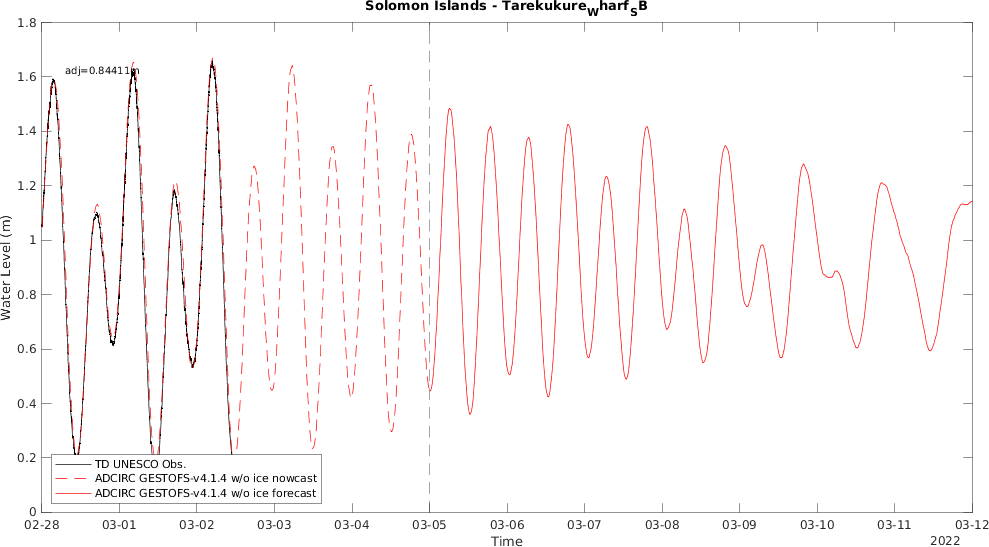 Solomon Islands - TarekukureWharfSB
1.8
1.6
1.4
1.2
1
0.8
0.6
0.4
0.2
0
Water Level (m)
adj=0.84411m
TD UNESCO Obs.
ADCIRC GESTOFS-v4.1.4 w/o ice nowcast
ADCIRC GESTOFS-v4.1.4 w/o ice forecast
02-28 03-01 03-02 03-03 03-04 03-05 03-06 03-07 03-08 03-09 03-10 03-11 03-12
Time
2022